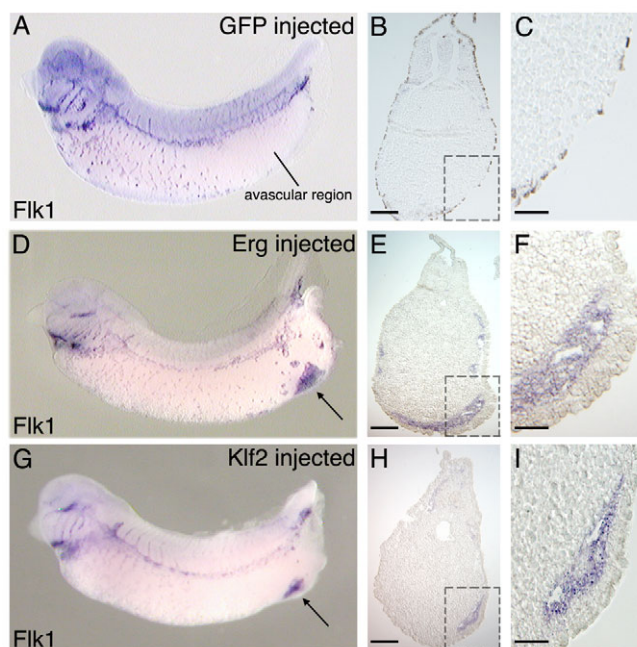 A
GFP injected
avascular region
Flk1
B
C
D
Erg injected
Flk1
E
F
G
Klf2 injected
Flk1
H
I